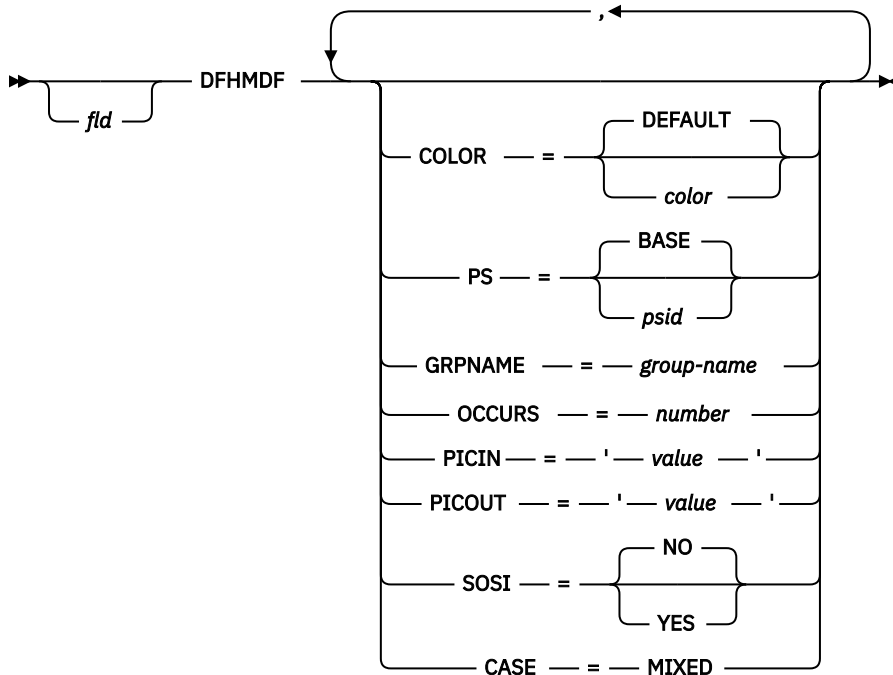 ,
DFHMDF
fld
DEFAULT
COLOR =
color
BASE
PS =
psid
GRPNAME = group-name
OCCURS = number
PICIN = ' value '
PICOUT = ' value '
NO
SOSI =
YES
CASE = MIXED